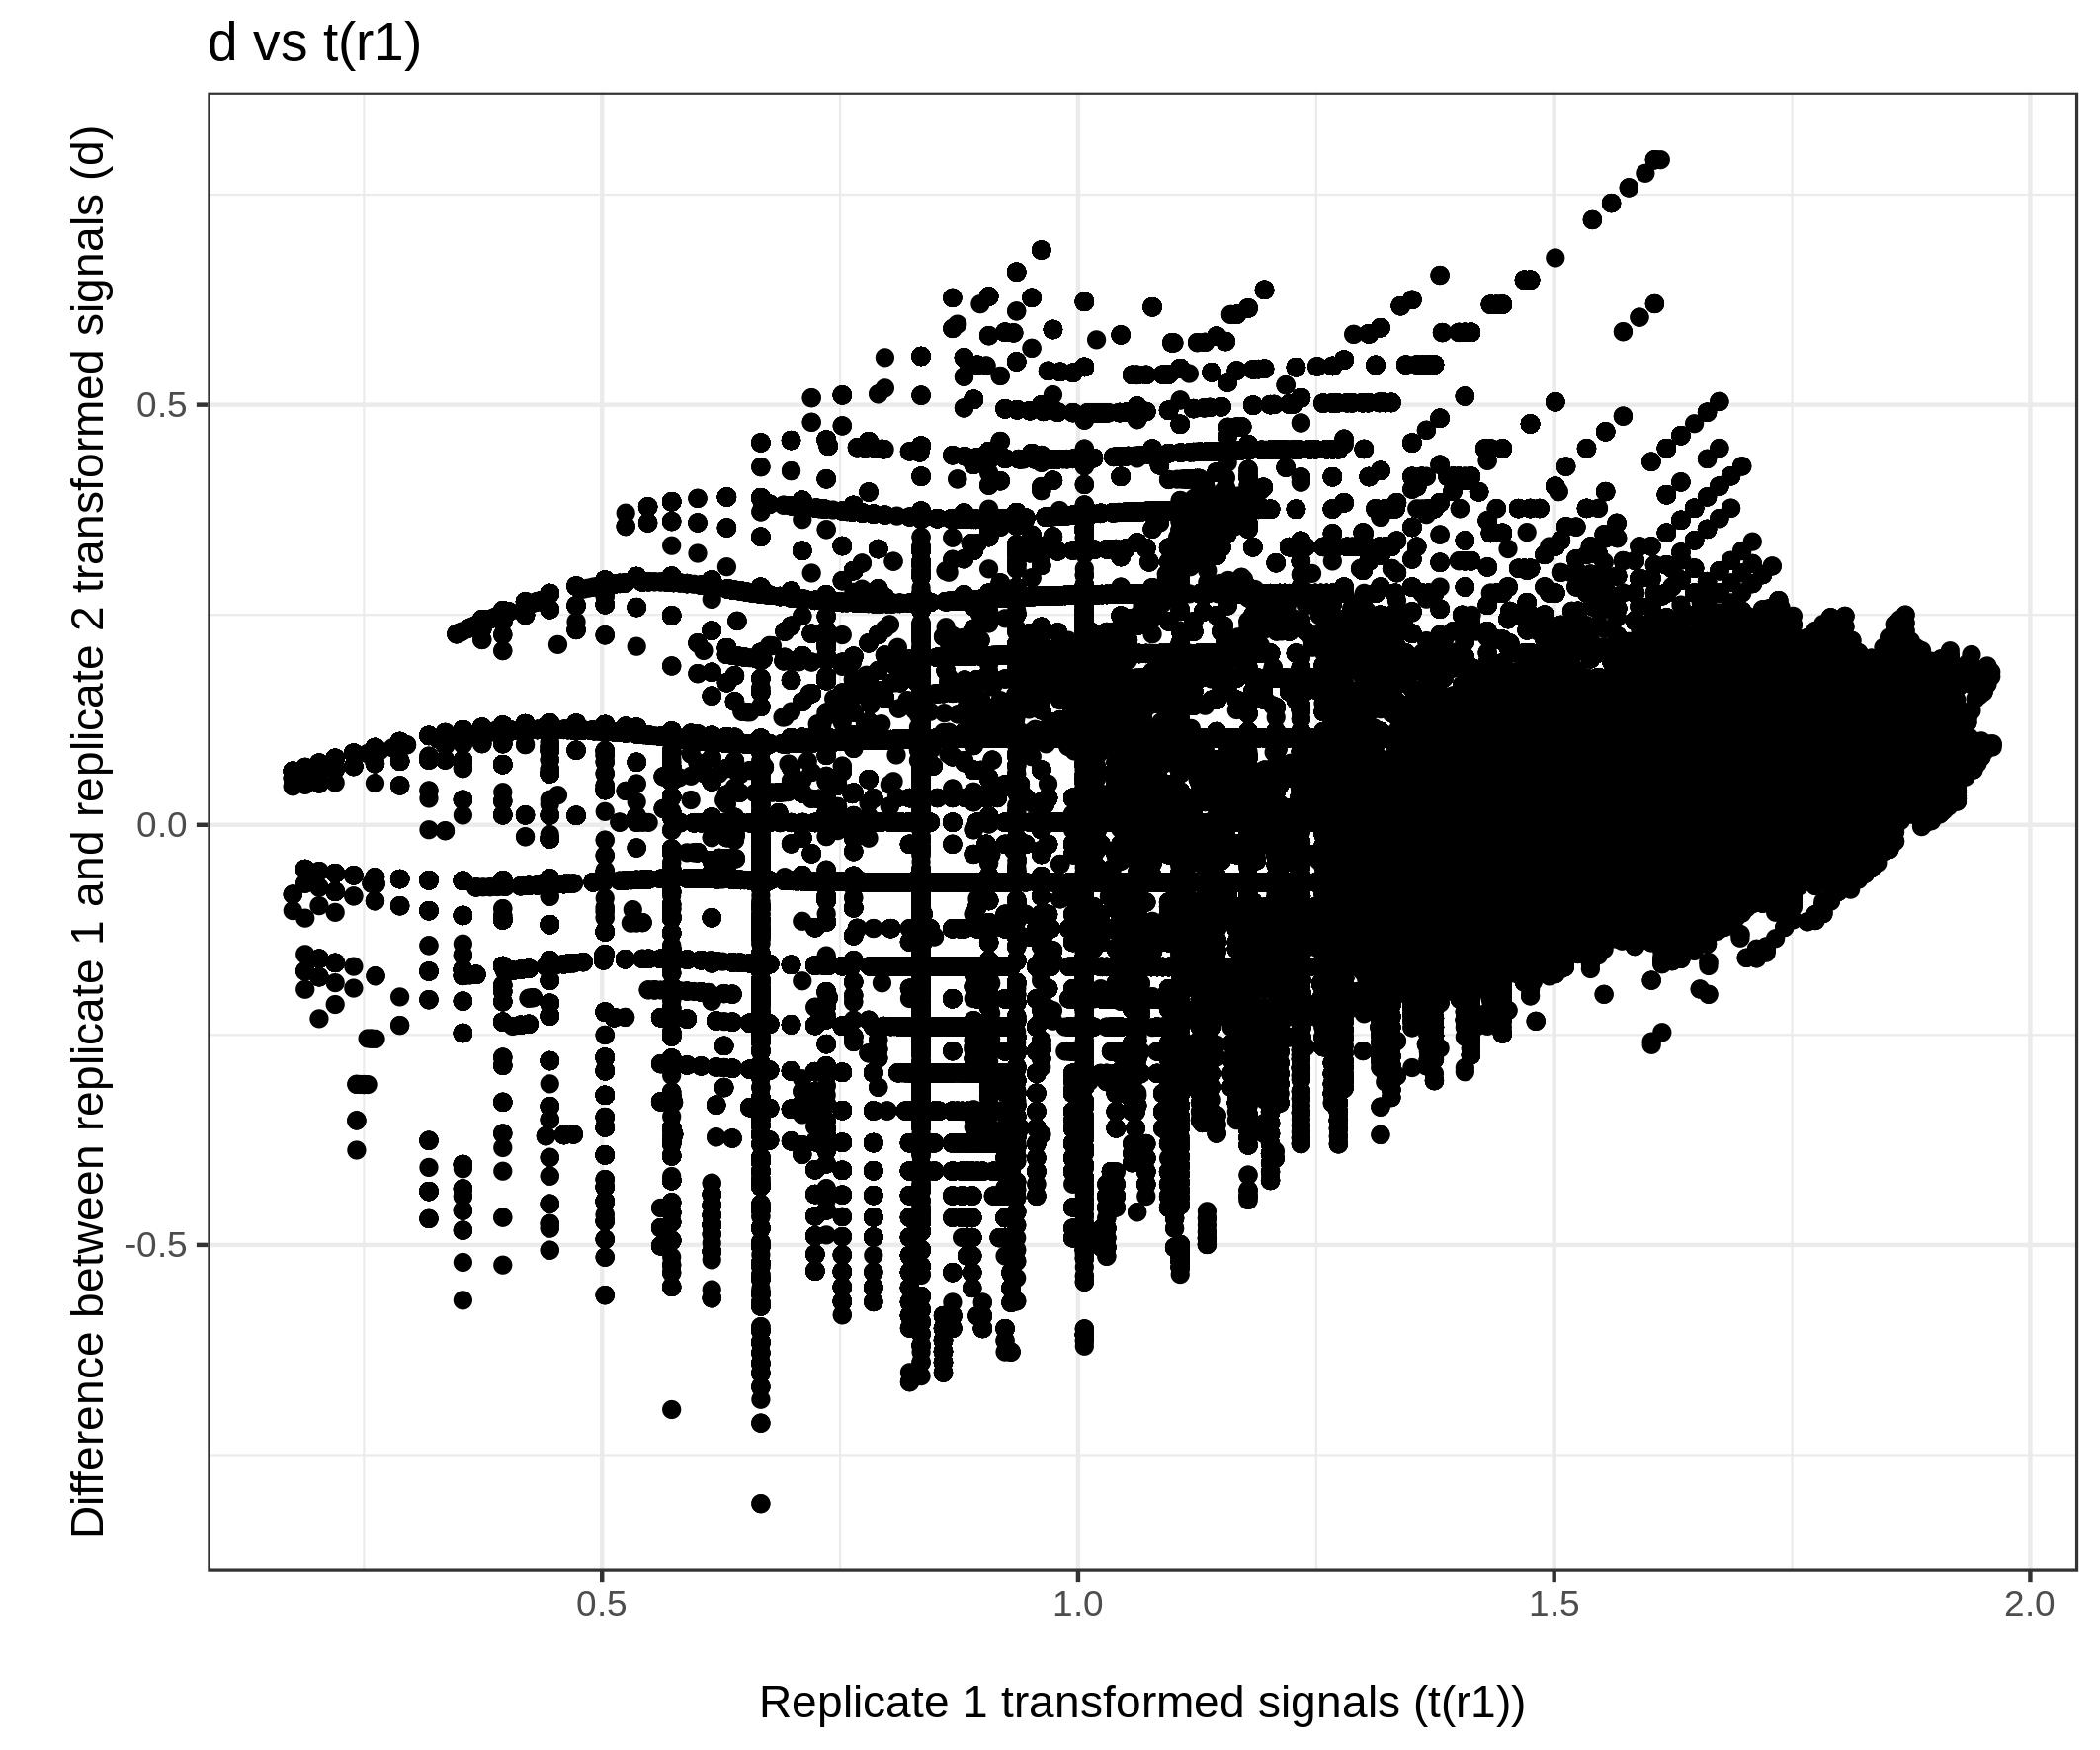 d vs t(r1)
Difference between replicate 1 and replicate 2 transformed signals (d)
0.5
0.0
-0.5
0.5 1.0 1.5 2.0
Replicate 1 transformed signals (t(r1))